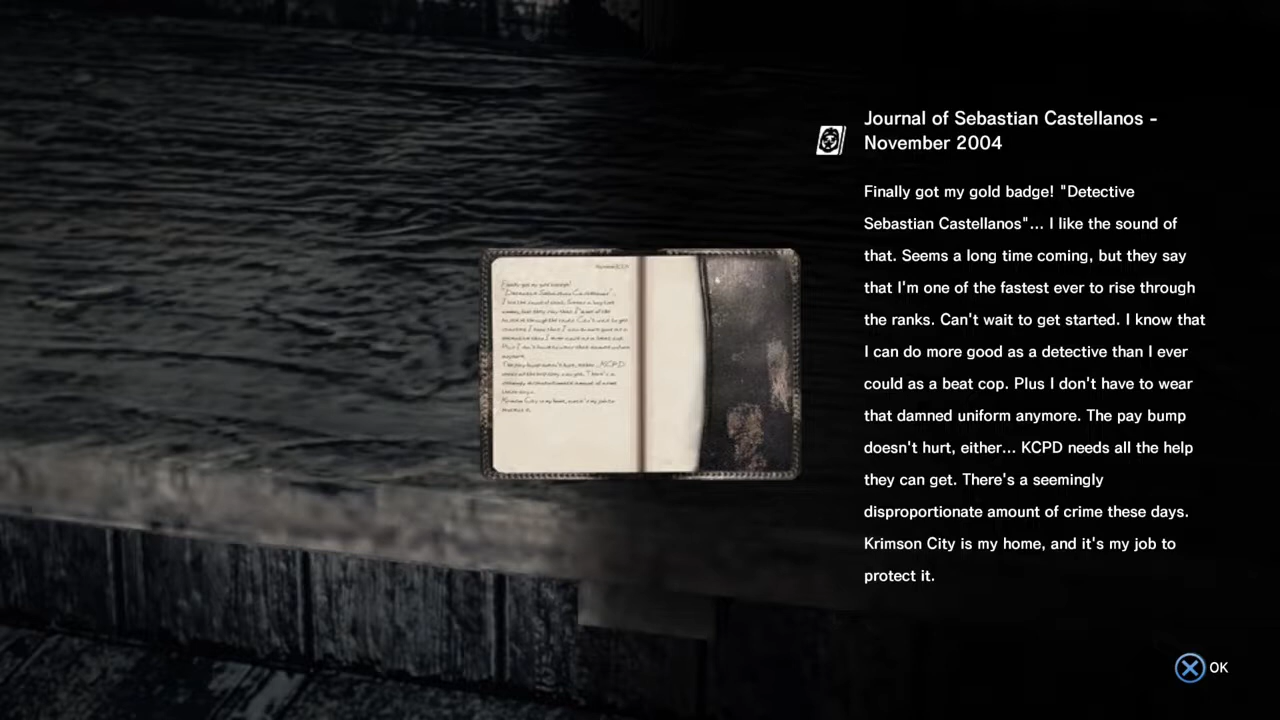 Journal of Sebastian Castellanos -
November 2004
Finally got my gold badge! "Detective
Sebastian Castellanos"... I like the sound of
that. Seems a long time coming, but they say
that I'm one of the fastest ever to rise through
the ranks. Can't wait to get started. I know that
I can do more good as a detective than I ever
could as a beat cop. Plus I don't have to wear
that damned uniform anymore. The pay bump
doesn't hurt, either... KCPD needs all the help
they can get. There's a seemingly
disproportionate amount of crime these days.
Krimson City is my home, and it's my job to
protect it.
OK